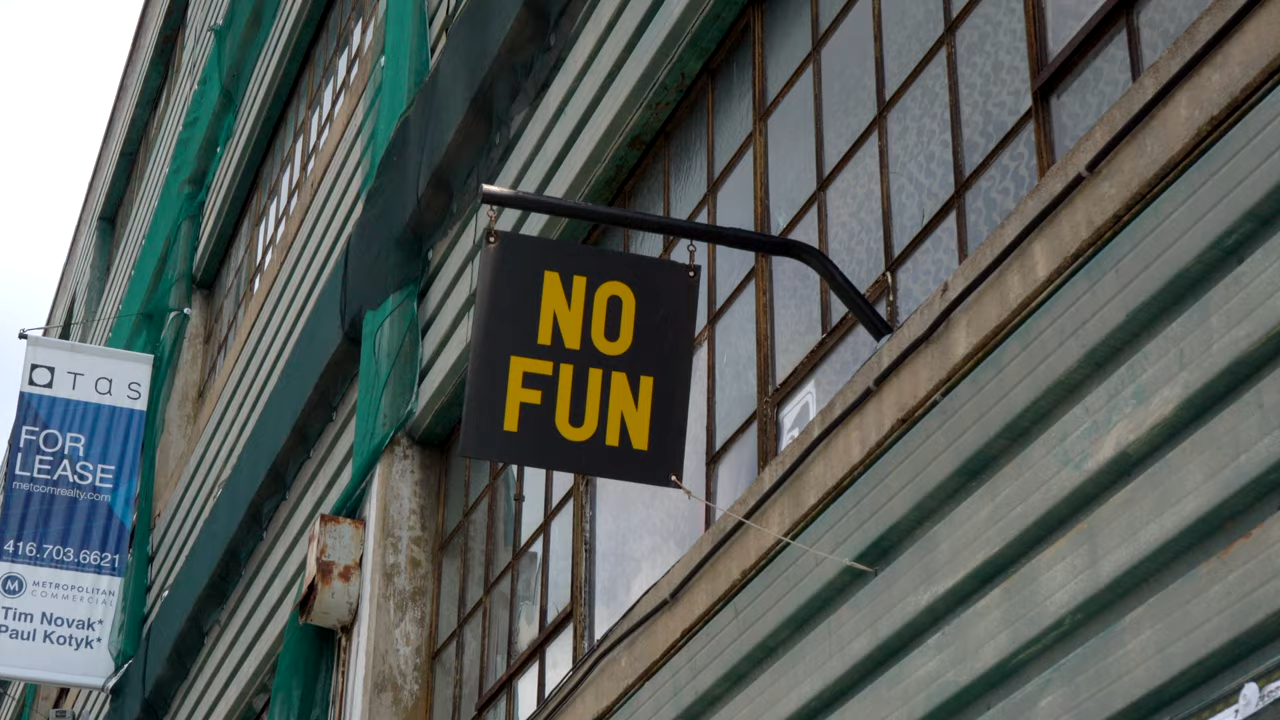 NO
FUN
TAS
FOR
LEASE
metcomrealty.com
416.703.6621
M METROPOLITAN
COMMERCIAL
Tim Novak*
Paul Kotyk*